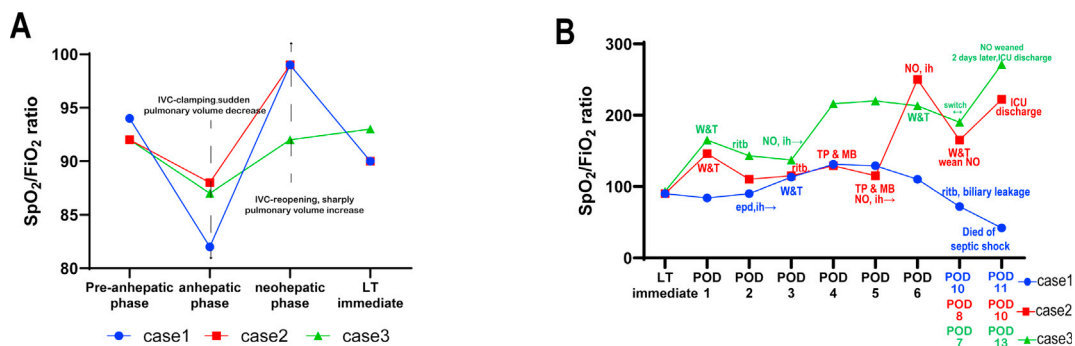 A
SpO2/FiO2 ratio
100
95
90
85
80
IVC-clamping,sudden
pulmonary volume decrease
IVC-reopening, sharply
pulmonary volume increase
Pre-anhepatic
phase
anhepatic
phase
neohepatic
phase
LT
immediate
case1
case2
case3
B
SpO2/FiO2 ratio
300
200
100
0
NO weaned
2 days later,ICU discharge
NO, ih
W&T
ritb
NO, ih→
W&T
switch
↔
ICU
discharge
W&T
ritb
TP & MB
W&T
wean NO
W&T
TP & MB
NO, ih→
epd,ih→
ritb, biliary leakage
Died of
septic shock
LT
immediate
POD
1
POD
2
POD
3
POD
4
POD
5
POD
6
POD
10
POD
11
POD
8
POD
10
POD
7
POD
13
case1
case2
case3